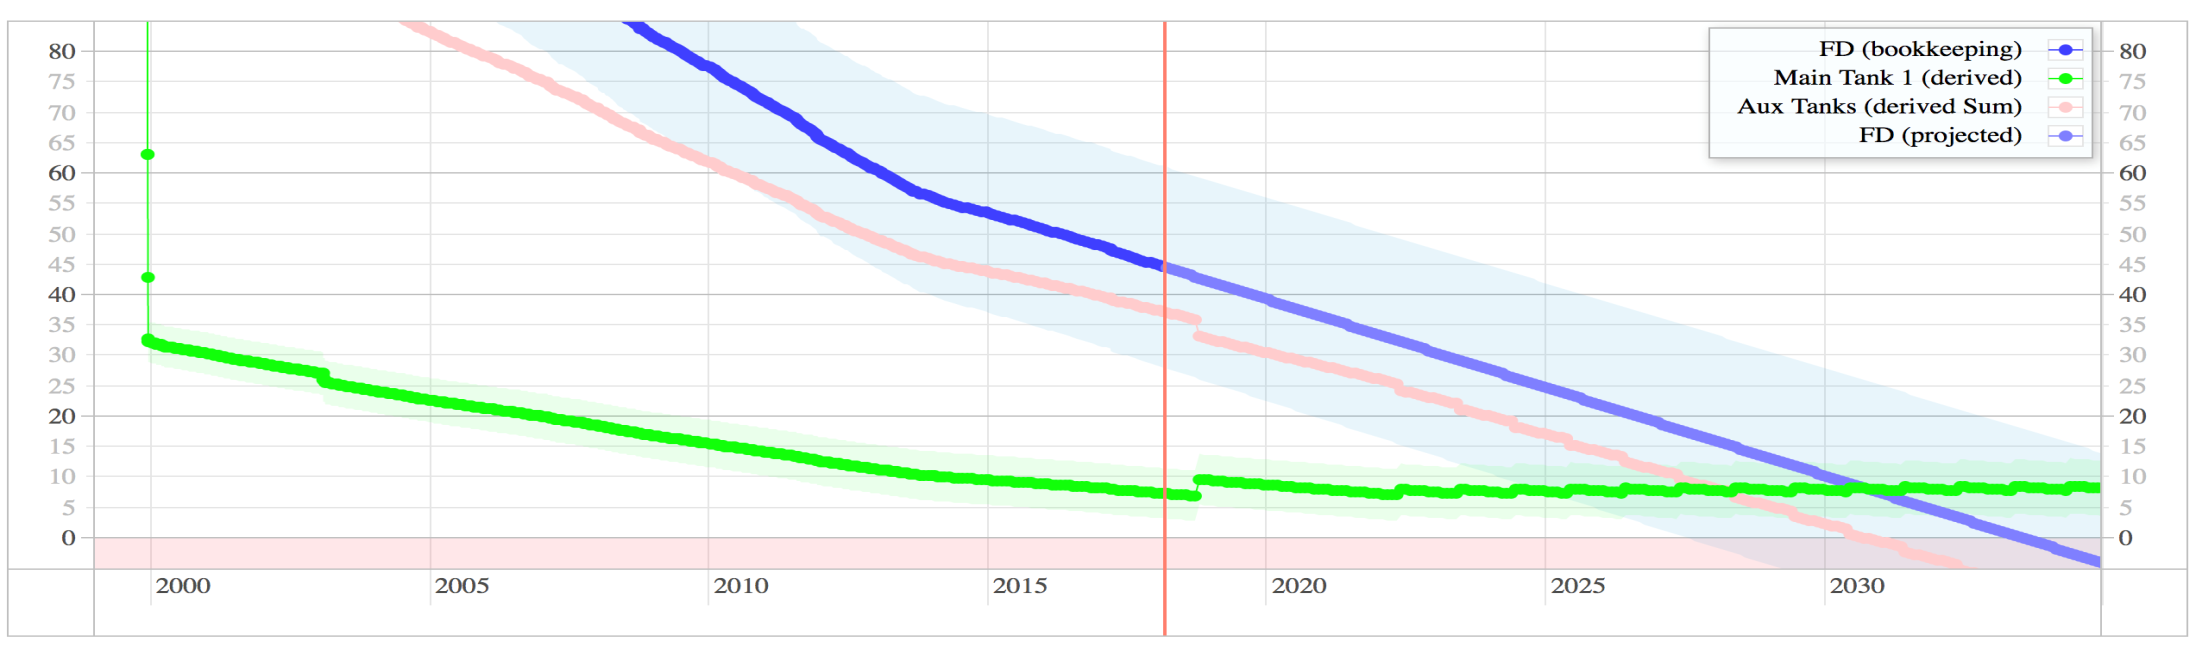 80 FD (bookkeeping) 80
75 Main Tank 1 (derived) 75
70 Aux Tanks (derived Sum) 70
65 FD (projected) 65
60 60
55 55
50 50
45 45
40 40
35 35
30 30
25 25
20 20
15 15
10 10
5 5
0 0
2000 2005 2010 2015 2020 2025 2030